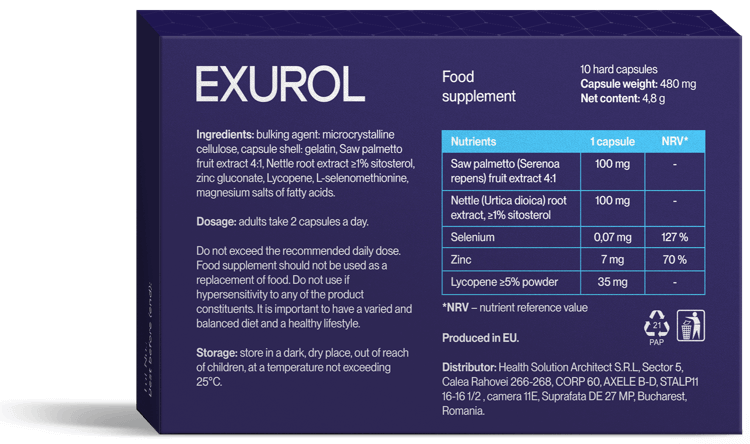 EXUROL
Ingredients: bulking agent: microcrystalline
cellulose, capsule shell: gelatin, Saw palmetto
fruit extract 4:1, Nettle root extract ≥1% sitosterol,
zinc gluconate, Lycopene, L-selenomethionine,
magnesium salts of fatty acids.
Dosage: adults take 2 capsules a day.
Do not exceed the recommended daily dose.
Food supplement should not be used as a
replacement of food. Do not use if
hypersensitivity to any of the product
constituents. It is important to have a varied and
balanced diet and a healthy lifestyle.
Storage: store in a dark, dry place, out of reach
of children, at a temperature not exceeding
25°C.
Food
supplement
10 hard capsules
Capsule weight: 480 mg
Net content: 4,8 g
Nutrients 1 capsule NRV*
Saw palmetto (Serenoa
repens) fruit extract 4:1 100 mg -
Nettle (Urtica dioica) root
extract, ≥1% sitosterol 100 mg -
Selenium 0,07 mg 127 %
Zinc 7 mg 70 %
Lycopene ≥5% powder 35 mg -
*NRV – nutrient reference value
Produced in EU.
21
PAP
Distributor: Health Solution Architect S.R.L, Sector 5,
Calea Rahovei 266-268, CORP 60, AXELE B-D, STALP11
16-16 1/2 , camera 11E, Suprafata DE 27 MP, Bucharest,
Romania.
Best before (end):